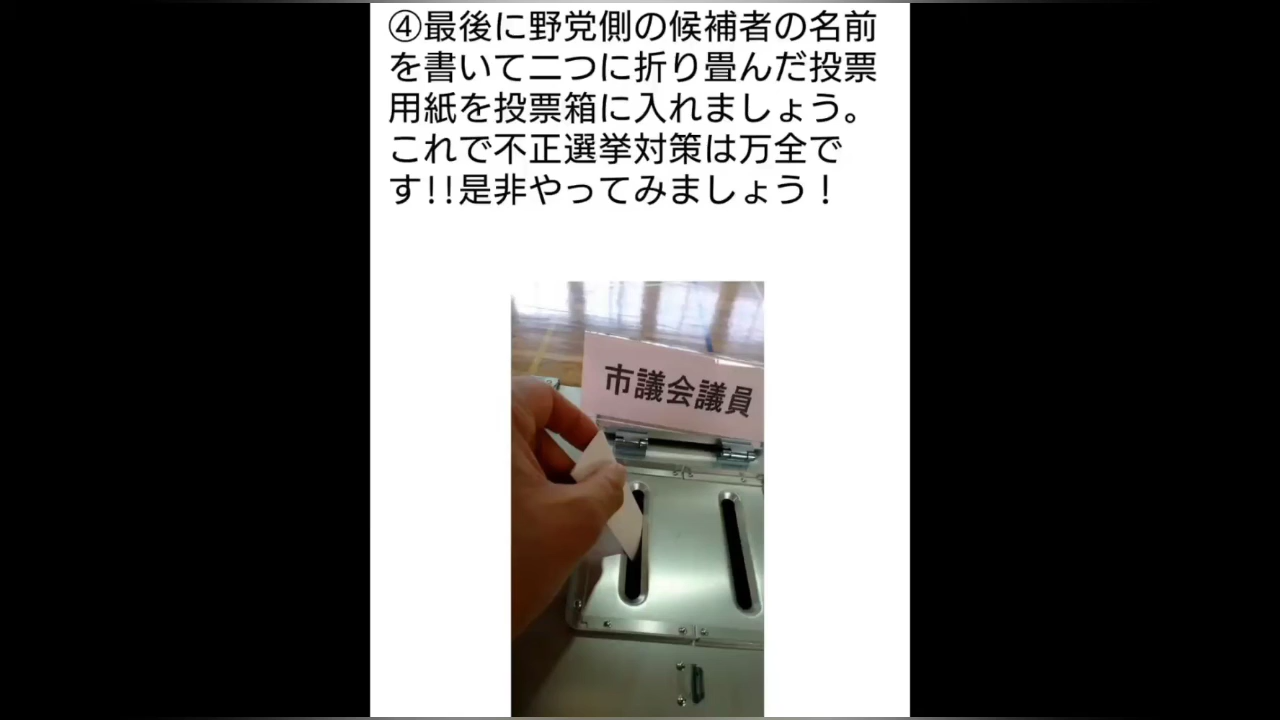 ④最後に野党側の候補者の名前
を書いて二つに折り畳んだ投票
用紙を投票箱に入れましょう。
これで不正選挙対策は万全で
す!!是非やってみましょう！
市議会議員